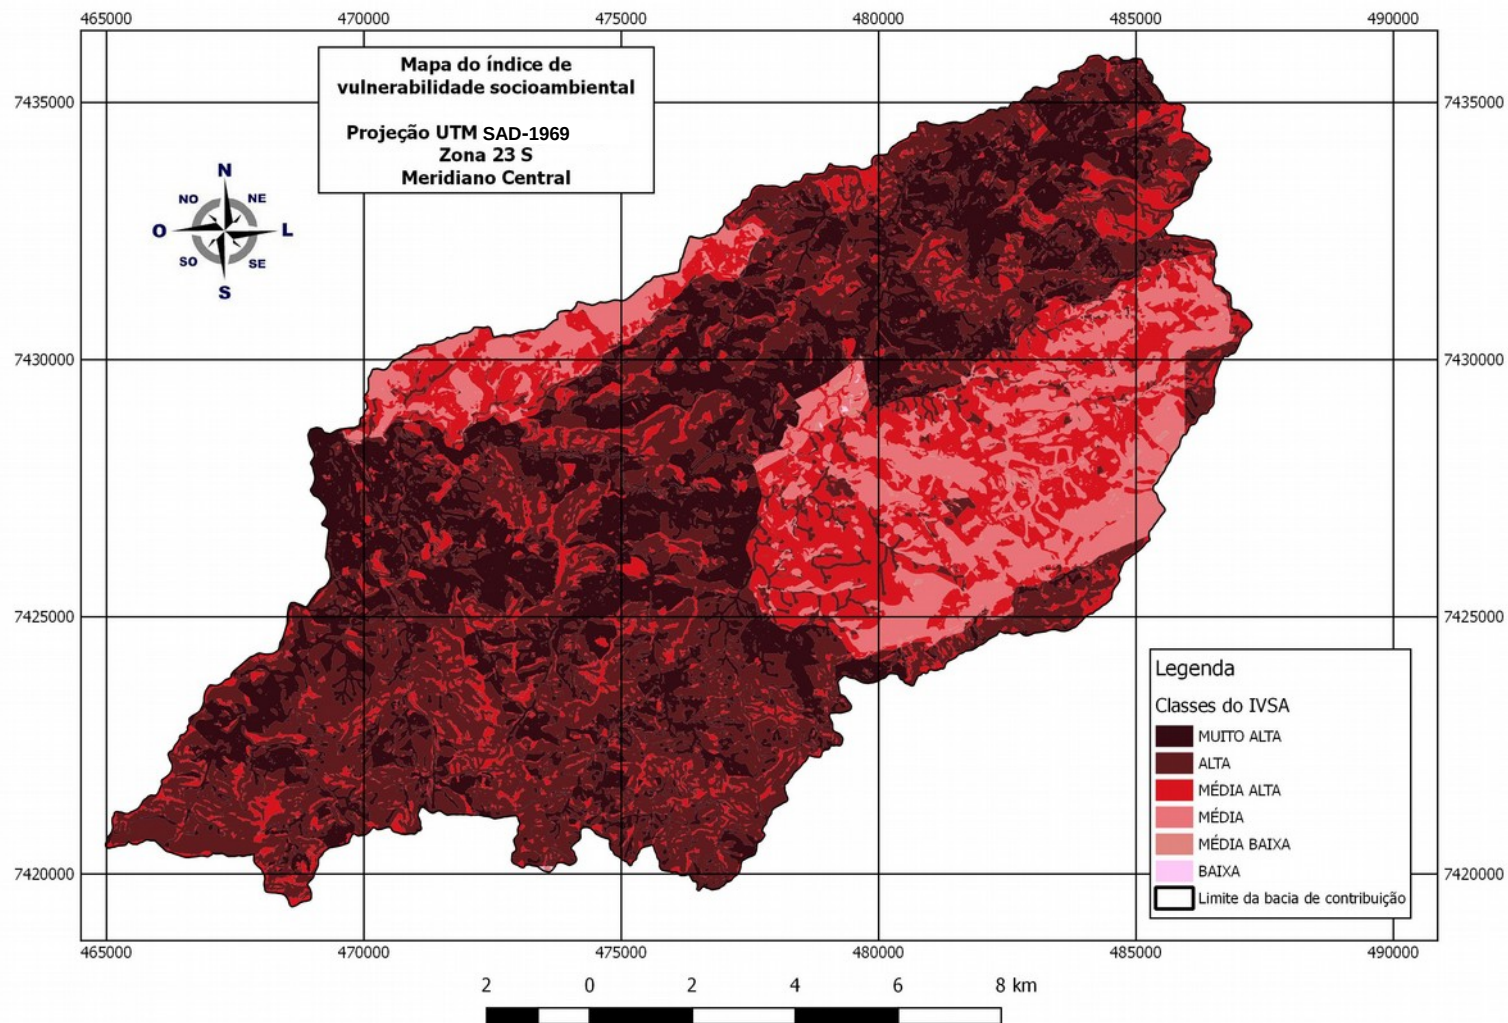 465000 470000 475000 480000 485000 490000
Mapa do índice de
vulnerabilidade socioambiental
Projeção UTM SAD-1969
Zona 23 S
Meridiano Central
7435000 7435000
N
NO NE
O L
SO SE
S
7430000 7430000
7425000 7425000
Legenda
Classes do IVSA
MUITO ALTA
ALTA
MÉDIA ALTA
MÉDIA
MÉDIA BAIXA
BAIXA
Limite da bacia de contribuição
7420000 7420000
465000 470000 475000 480000 485000 490000
2 0 2 4 6 8 km